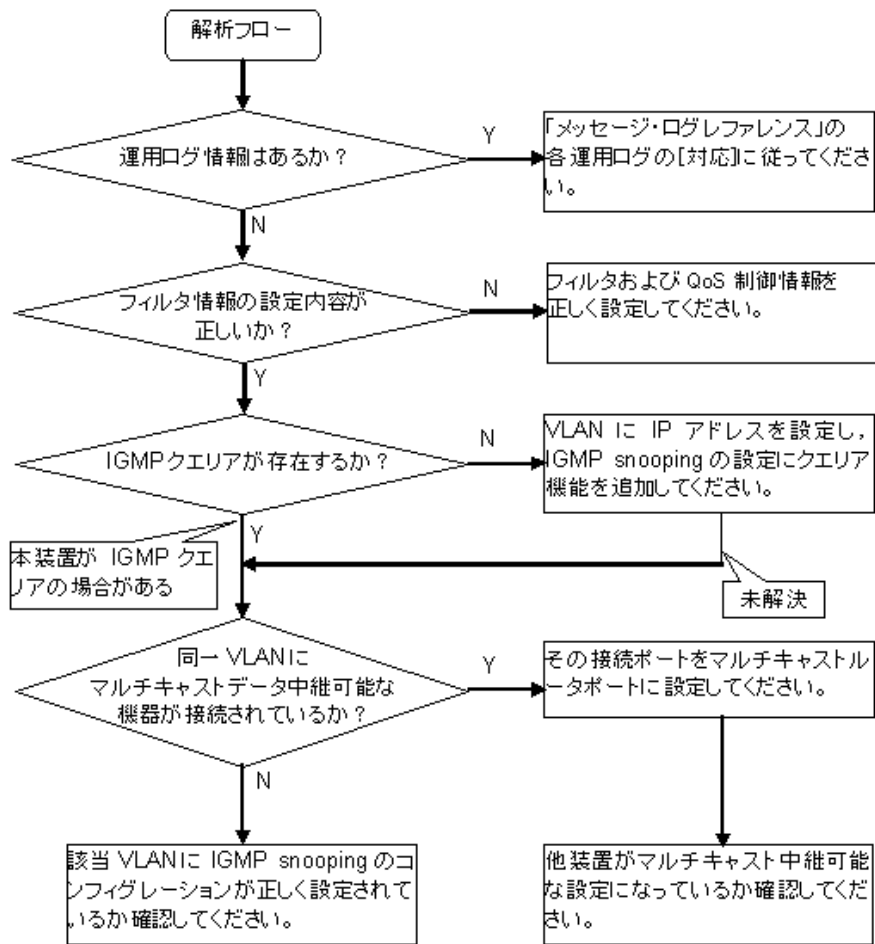 解析フロー
運用ログ情報はあるか？
Y
「メッセージ・ログレファレンス」の
各運用ログの[対応]に従ってくださ
い。
N
フィルタ情報の設定内容が
正しいか？
N
フィルタおよび QoS 制御情報を
正しく設定してください。
Y
IGMPクエリアが存在するか？
N
VLAN に IP アドレスを設定し，
IGMP snooping の設定にクエリア
機能を追加してください。
Y
本装置が IGMP クエ
リアの場合がある
未解決
同一 VLANに
マルチキャストデータ中継可能な
機器が接続されているか？
Y
その接続ポートをマルチキャストル
ータポートに設定してください。
N
該当 VLANに IGMP snooping のコ
ンフィグレーションが正しく設定されて
いるか確認してください。
他装置がマルチキャスト中継可能
な設定になっているか確認してくだ
さい。